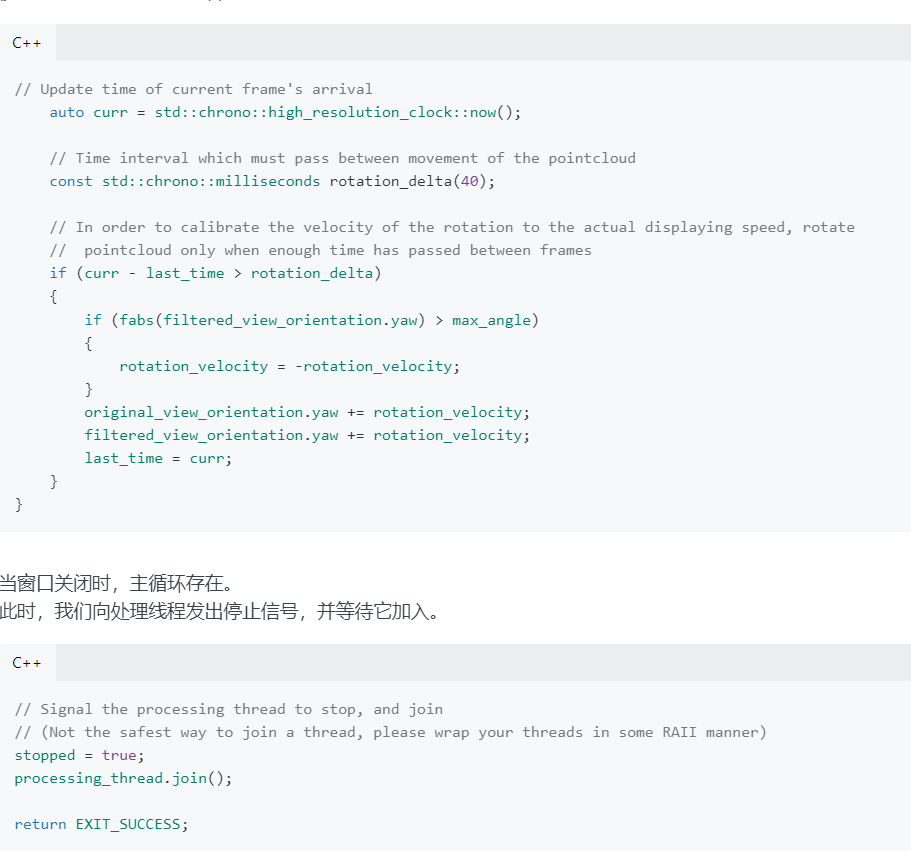 C++
// Update time of current frame's arrival
auto curr = std::chrono::high_resolution_clock::now();
// Time interval which must pass between movement of the pointcloud
const std::chrono::milliseconds rotation_delta(40);
// In order to calibrate the velocity of the rotation to the actual displaying speed, rotate
//  pointcloud only when enough time has passed between frames
if (curr - last_time > rotation_delta)
{
if (fabs(filtered_view_orientation.yaw) > max_angle)
{
rotation_velocity = -rotation_velocity;
}
original_view_orientation.yaw += rotation_velocity;
filtered_view_orientation.yaw += rotation_velocity;
last_time = curr;
}
}
当窗口关闭时，主循环存在。
此时，我们向处理线程发出停止信号，并等待它加入。
C++
// Signal the processing thread to stop, and join
// (Not the safest way to join a thread, please wrap your threads in some RAII manner)
stopped = true;
processing_thread.join();
return EXIT_SUCCESS;